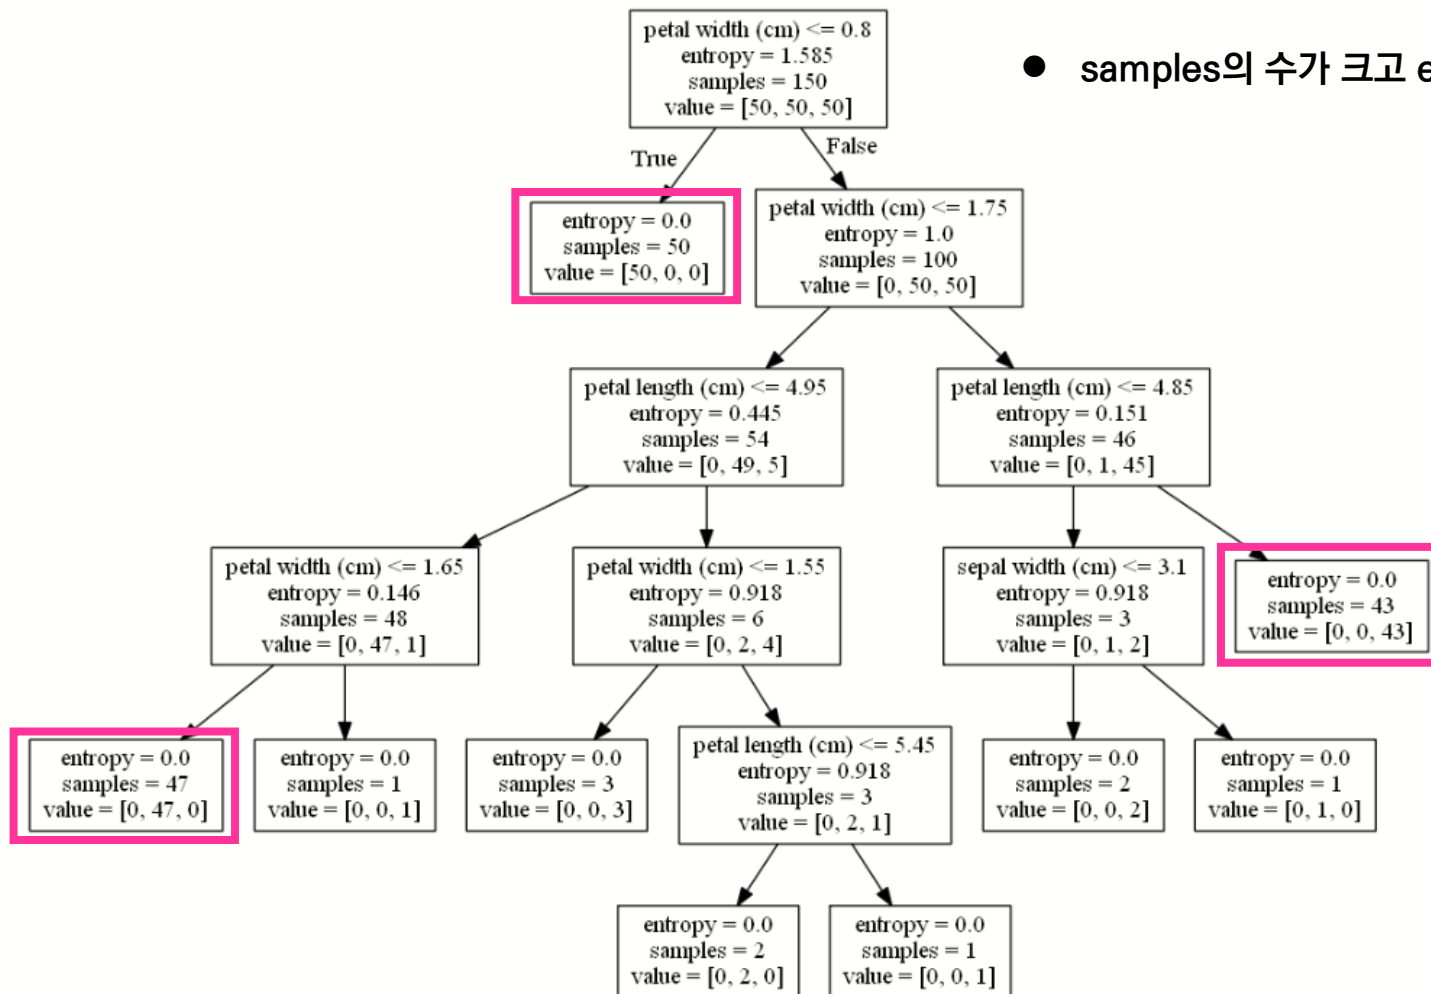 petal width (cm) <= 0.8
entropy = 1.585
samples = 150
value = [50, 50, 50]
● samples의 수가 크고 e
True
False
entropy = 0.0
samples = 50
value = [50, 0, 0]
petal width (cm) <= 1.75
entropy = 1.0
samples = 100
value = [0, 50, 50]
petal length (cm) <= 4.95
entropy = 0.445
samples = 54
value = [0, 49, 5]
petal length (cm) <= 4.85
entropy = 0.151
samples = 46
value = [0, 1, 45]
petal width (cm) <= 1.65
entropy = 0.146
samples = 48
value = [0, 47, 1]
petal width (cm) <= 1.55
entropy = 0.918
samples = 6
value = [0, 2, 4]
sepal width (cm) <= 3.1
entropy = 0.918
samples = 3
value = [0, 1, 2]
entropy = 0.0
samples = 43
value = [0, 0, 43]
entropy = 0.0
samples = 47
value = [0, 47, 0]
entropy = 0.0
samples = 1
value = [0, 0, 1]
entropy = 0.0
samples = 3
value = [0, 0, 3]
petal length (cm) <= 5.45
entropy = 0.918
samples = 3
value = [0, 2, 1]
entropy = 0.0
samples = 2
value = [0, 0, 2]
entropy = 0.0
samples = 1
value = [0, 1, 0]
entropy = 0.0
samples = 2
value = [0, 2, 0]
entropy = 0.0
samples = 1
value = [0, 0, 1]